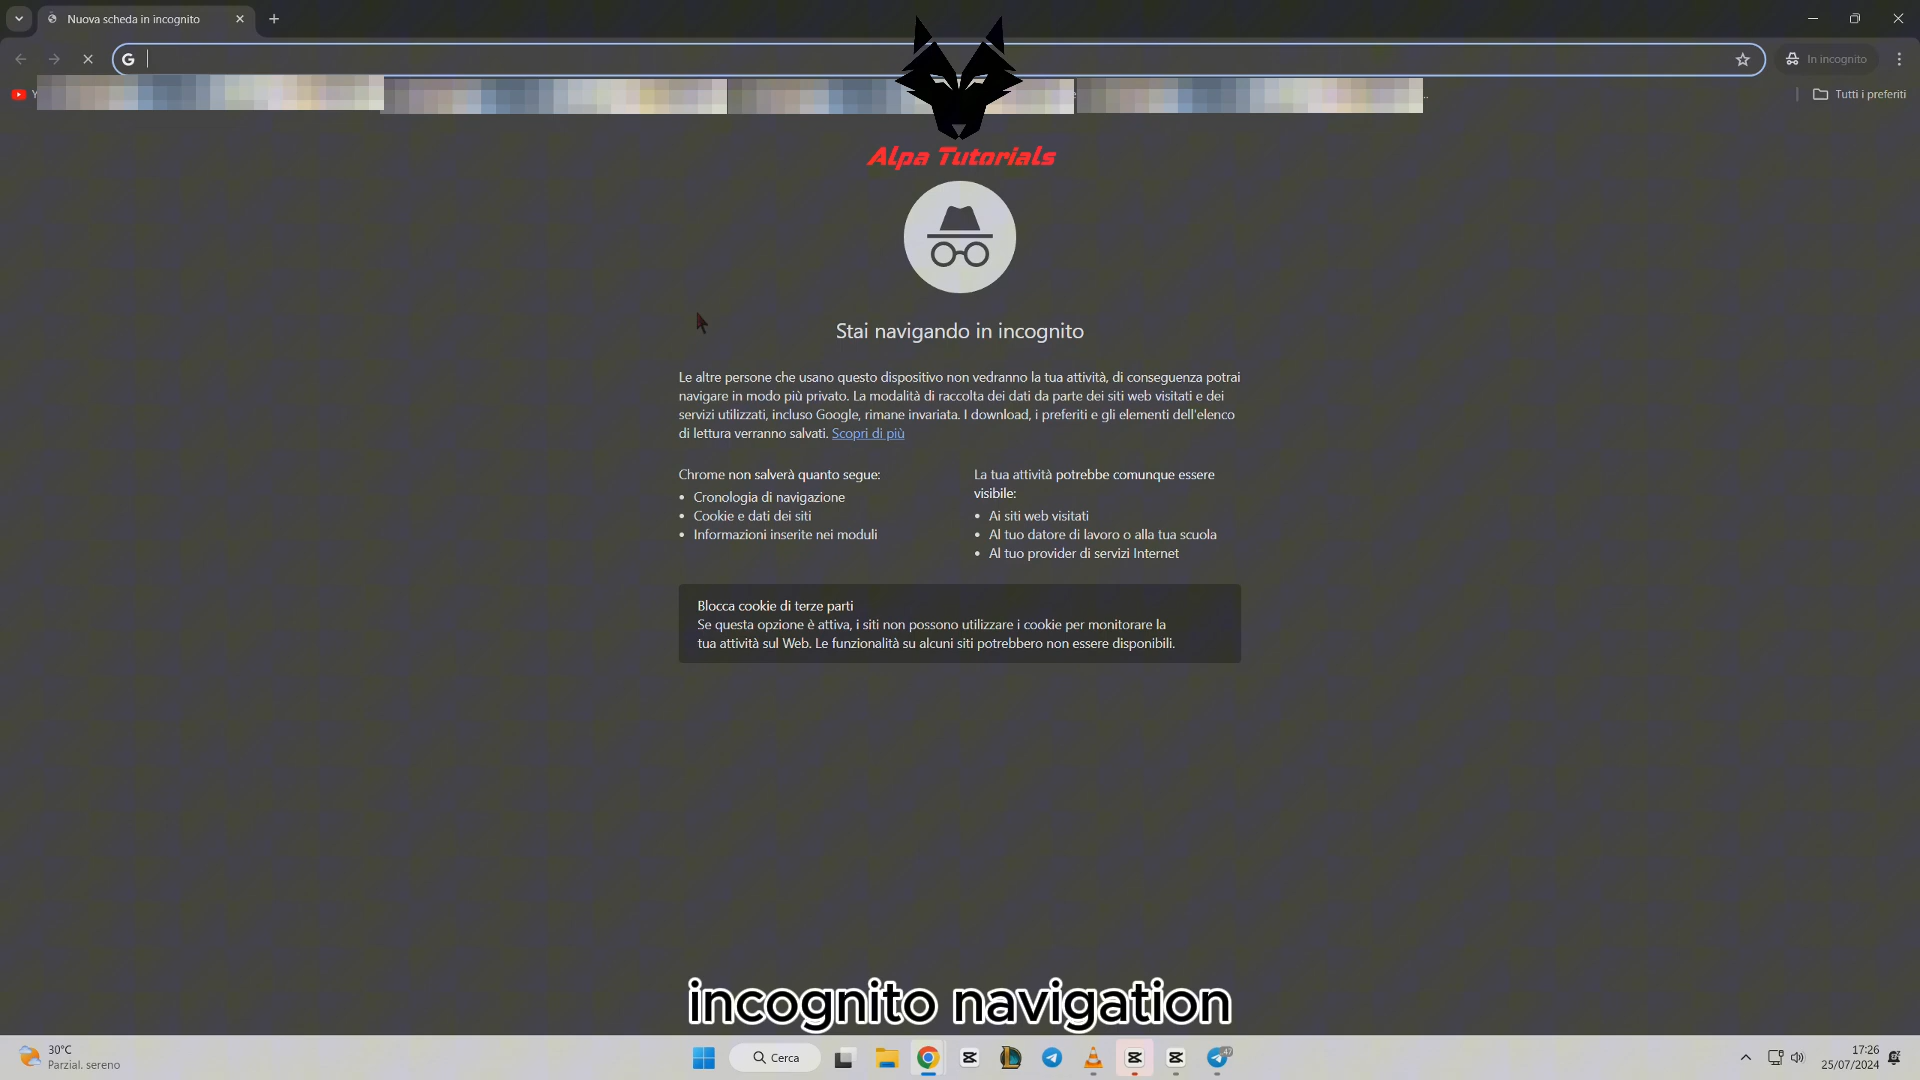 Nuova scheda in incognito
In incognito
Tutti i preferiti
Alpa Tutorials
Stai navigando in incognito
Le altre persone che usano questo dispositivo non vedranno la tua attività, di conseguenza potrai
navigare in modo più privato. La modalità di raccolta dei dati da parte dei siti web visitati e dei
servizi utilizzati, incluso Google, rimane invariata. I download, i preferiti e gli elementi dell'elenco
di lettura verranno salvati. Scopri di più
Chrome non salverà quanto segue:
• Cronologia di navigazione
• Cookie e dati dei siti
• Informazioni inserite nei moduli
La tua attività potrebbe comunque essere
visibile:
• Ai siti web visitati
• Al tuo datore di lavoro o alla tua scuola
• Al tuo provider di servizi Internet
Blocca cookie di terze parti
Se questa opzione è attiva, i siti non possono utilizzare i cookie per monitorare la
tua attività sul Web. Le funzionalità su alcuni siti potrebbero non essere disponibili.
incognito navigation
30°C
Parzial. sereno
Cerca
47
17:26
25/07/2024